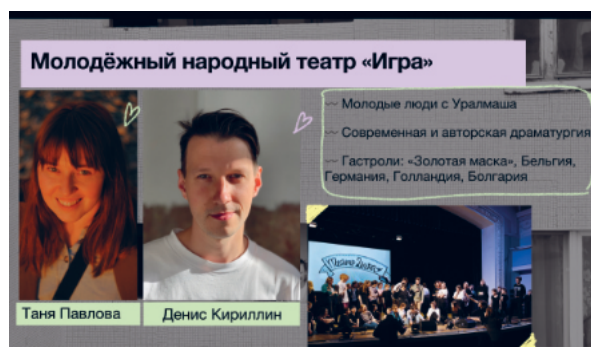 Молодёжный народный театр «Игра»
〰 Молодые люди с Уралмаша
〰 Современная и авторская драматургия
〰 Гастроли: «Золотая маска», Бельгия,
Германия, Голландия, Болгария
Таня Павлова
Денис Кириллин